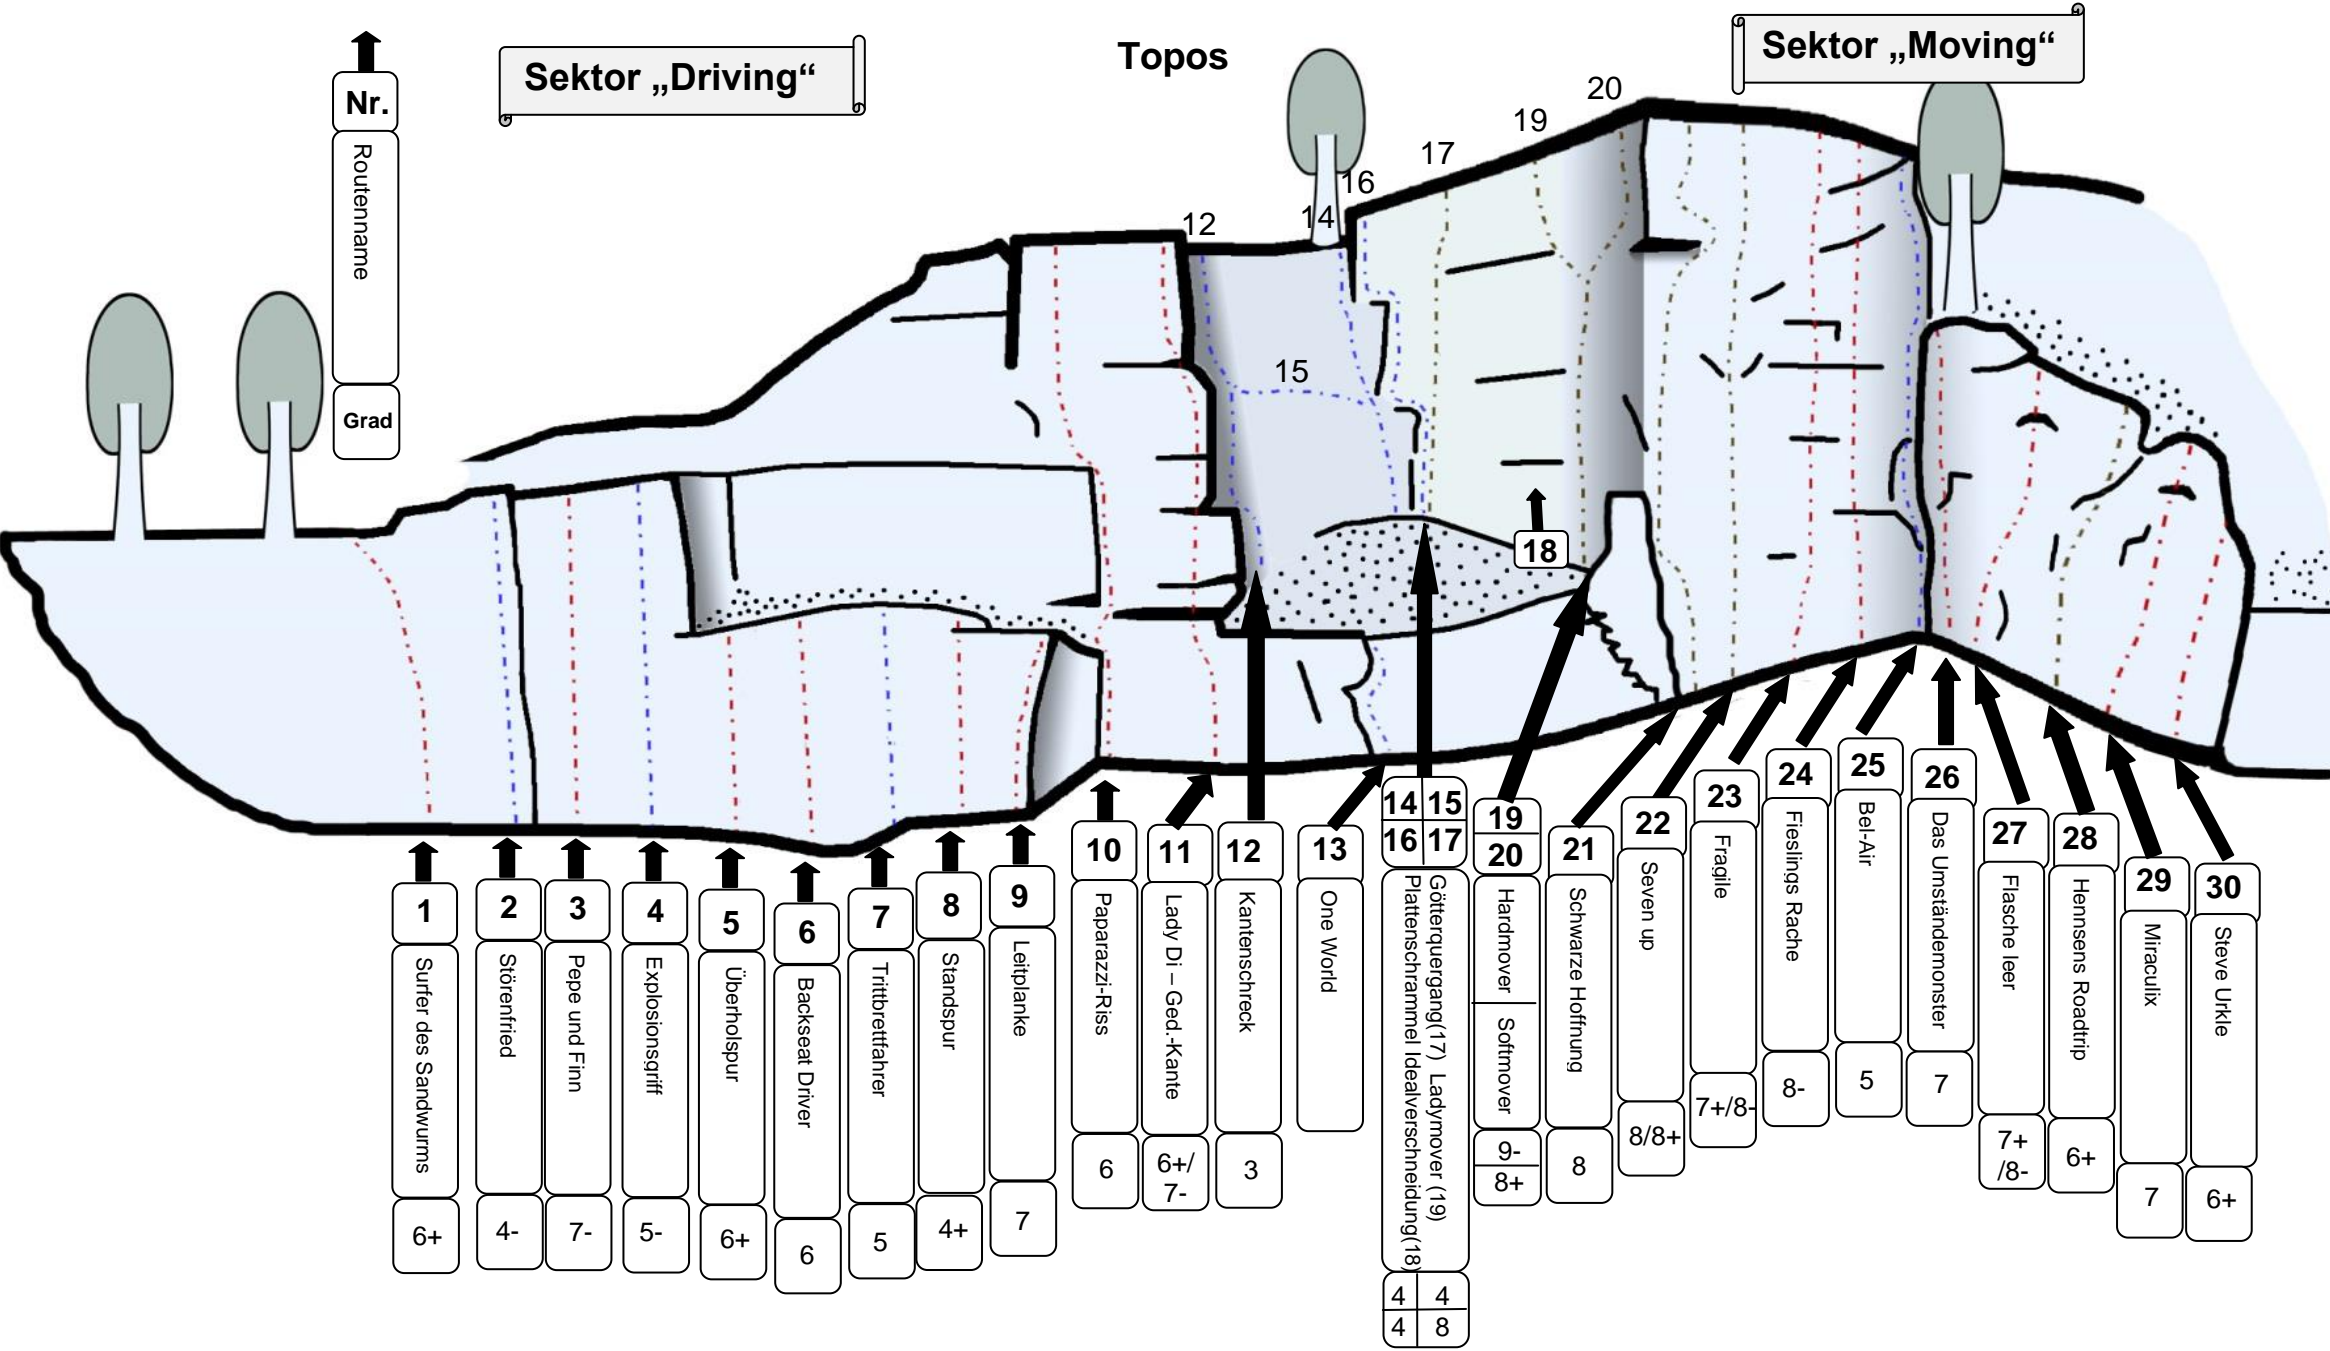 Topos
Sektor „Driving“
Sektor „Moving“
Nr.
Routenname
Grad
12
14
16
17
19
20
15
18
1
Surfer des Sandwurms
6+
2
Störenfried
4-
3
Pepe und Finn
7-
4
Explosionsgriff
5-
5
Überholspur
6+
6
Backseat Driver
6
7
Trittbrettfahrer
5
8
Standspur
4+
9
Leitplanke
7
10
Paparazzi-Riss
6
11
Lady Di – Ged.-Kante
6+/
7-
12
Kantenschreck
3
13
One World
14 15
16 17
Götterquergang(17) Ladymover (19)
Plattenschrammel Idealverschneidung(18)
4 4
4 8
19
20
Hardmover
Softmover
9-
8+
21
Schwarze Hoffnung
8
22
Seven up
8/8+
23
Fragile
7+/8-
24
Fieslings Rache
8-
25
Bel-Air
5
26
Das Umständemonster
7
27
Flasche leer
7+
/8-
28
Hennsens Roadtrip
6+
29
Miraculix
7
30
Steve Urkle
6+